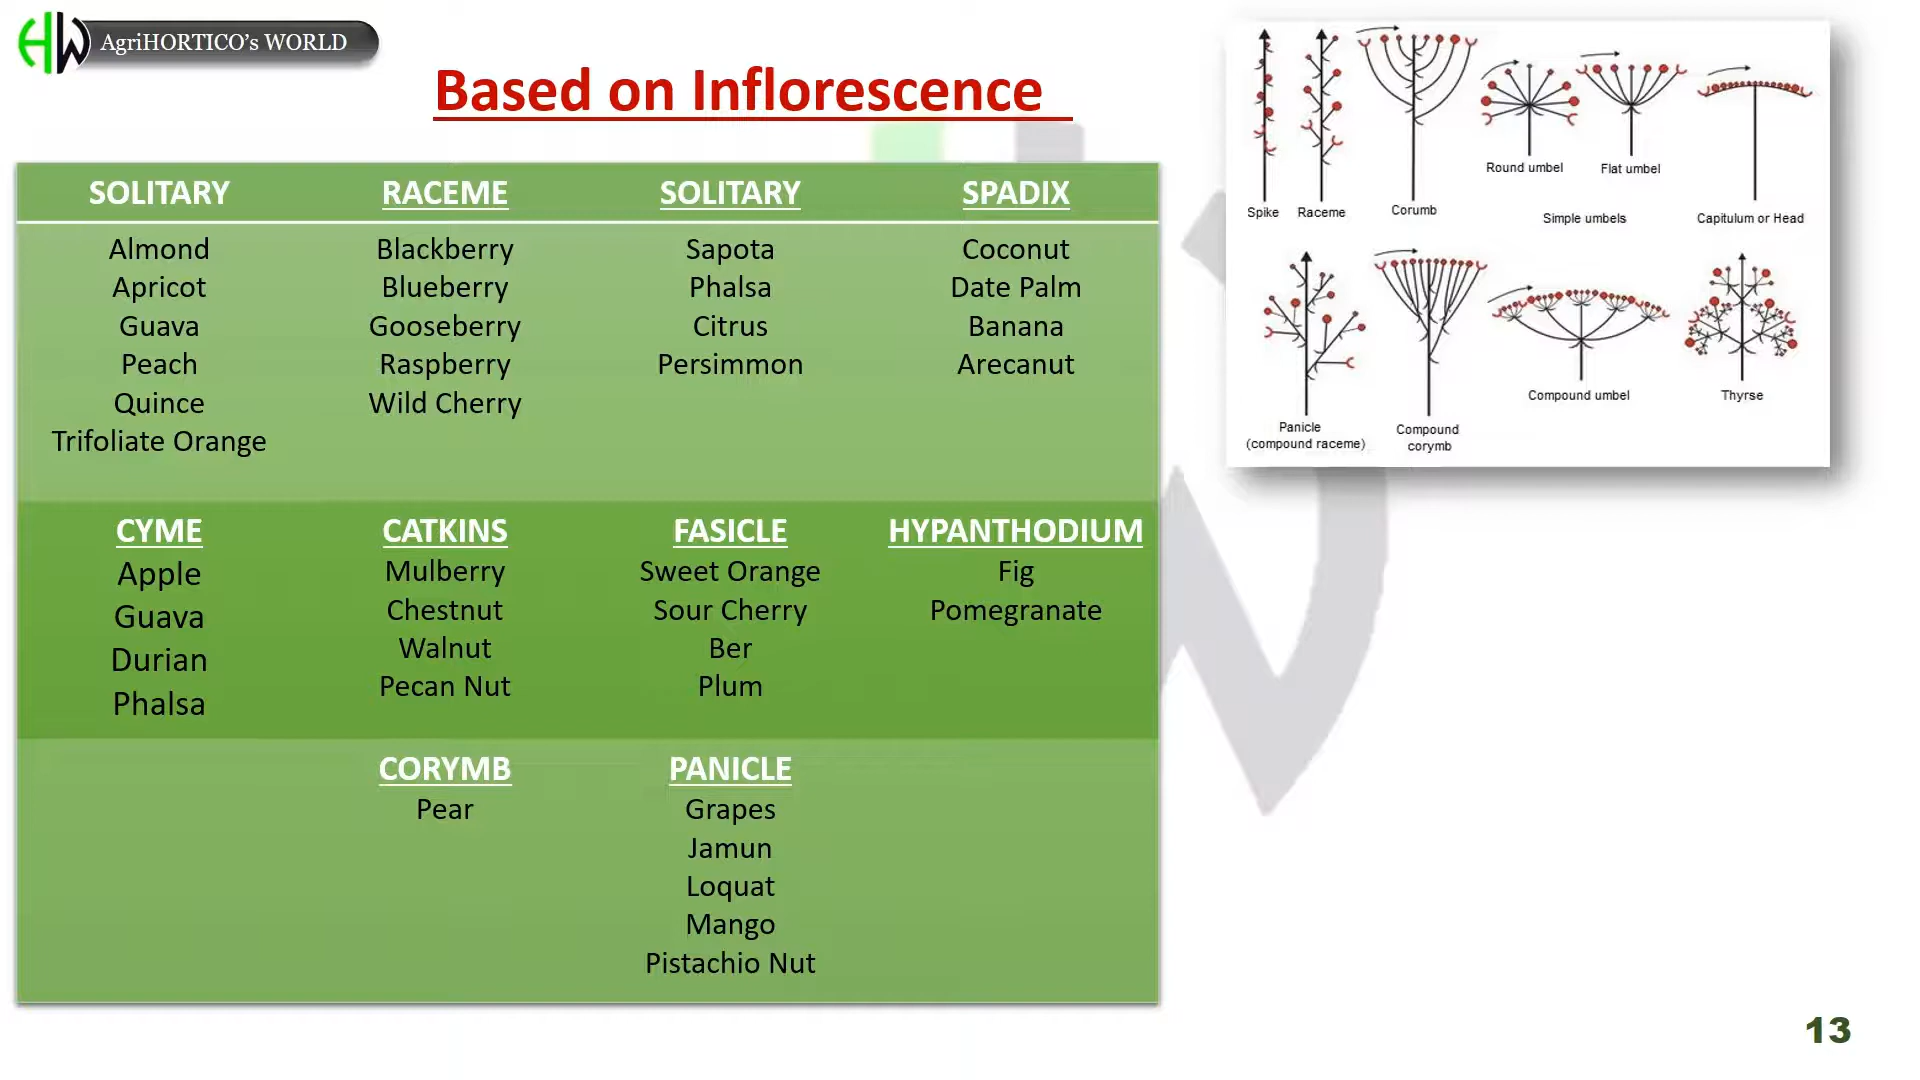 HW AgriHORTICO's WORLD
Based on Inflorescence
SOLITARY
Almond
Apricot
Guava
Peach
Quince
Trifoliate Orange
RACEME
Blackberry
Blueberry
Gooseberry
Raspberry
Wild Cherry
SOLITARY
Sapota
Phalsa
Citrus
Persimmon
SPADIX
Coconut
Date Palm
Banana
Arecanut
CYME
Apple
Guava
Durian
Phalsa
CATKINS
Mulberry
Chestnut
Walnut
Pecan Nut
FASICLE
Sweet Orange
Sour Cherry
Ber
Plum
HYPANTHODIUM
Fig
Pomegranate
CORYMB
Pear
PANICLE
Grapes
Jamun
Loquat
Mango
Pistachio Nut
Spike
Raceme
Corumb
Round umbel
Flat umbel
Simple umbels
Capitulum or Head
Panicle
(compound raceme)
Compound
corymb
Compound umbel
Thyrse
13